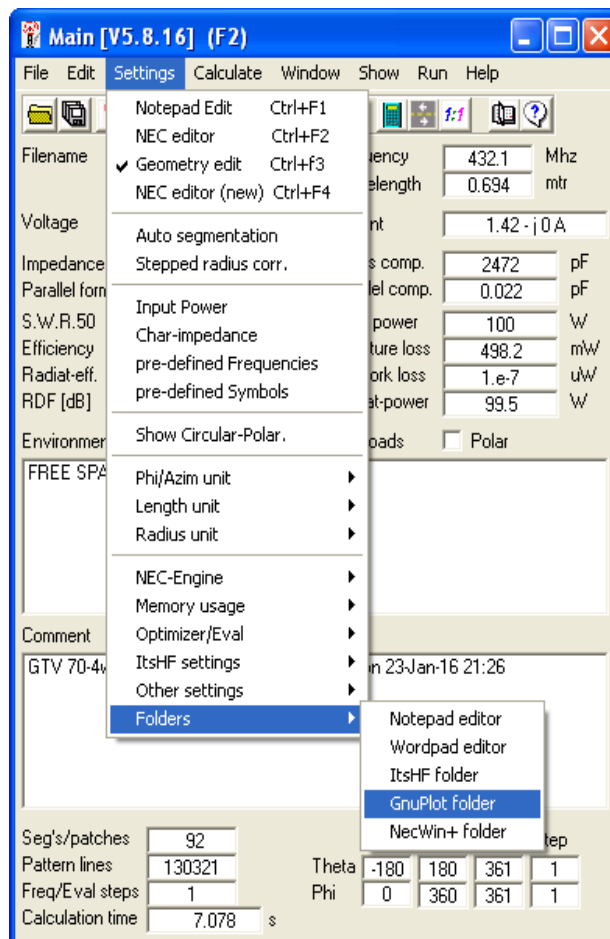 Main [V5.8.16] (F2)
File Edit Settings Calculate Window Show Run Help
Notepad Edit Ctrl+F1
NEC editor Ctrl+F2
Geometry edit Ctrl+f3
NEC editor (new) Ctrl+F4
Auto segmentation
Stepped radius corr.
Input Power
Char-impedance
pre-defined Frequencies
pre-defined Symbols
Show Circular-Polar.
Phi/Azim unit
Length unit
Radius unit
NEC-Engine
Memory usage
Optimizer/Eval
ItsHF settings
Other settings
Folders
Notepad editor
Wordpad editor
ItsHF folder
GnuPlot folder
NecWin+ folder
1:1
Filename uency 432.1 Mhz
elength 0.694 mtr
Voltage nt 1.42 - j 0 A
Impedance s comp. 2472 pF
Parallel form lel comp. 0.022 pF
S.W.R.50 power 100 W
Efficiency ture loss 498.2 mW
Radiat-eff. ork loss 1.e-7 uW
RDF [dB] at-power 99.5 W
Environmen oads Polar
FREE SPA
Comment
GTV 70-4w n 23-Jan-16 21:26
Seg's/patches 92 tep
Pattern lines 130321 Theta -180 180 361 1
Freq/Eval steps 1 Phi 0 360 361 1
Calculation time 7.078 s